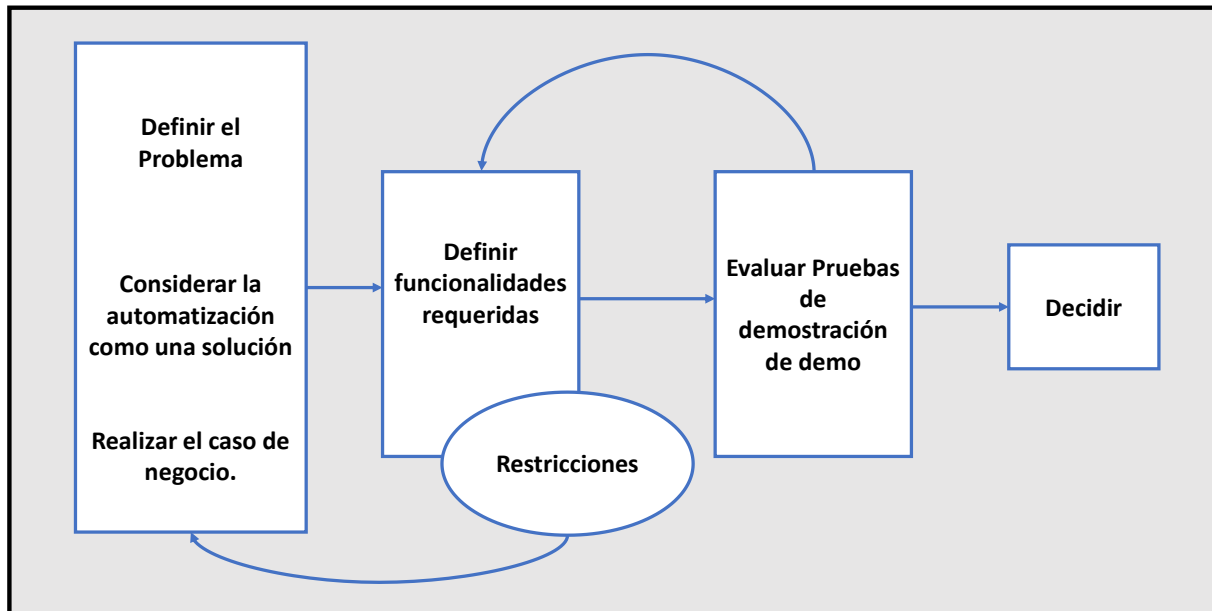 Definir el
Problema
Considerar la
automatización
como una solución
Realizar el caso de
negocio.
Definir
funcionalidades
requeridas
Restricciones
Evaluar Pruebas
de
demostración
de demo
Decidir